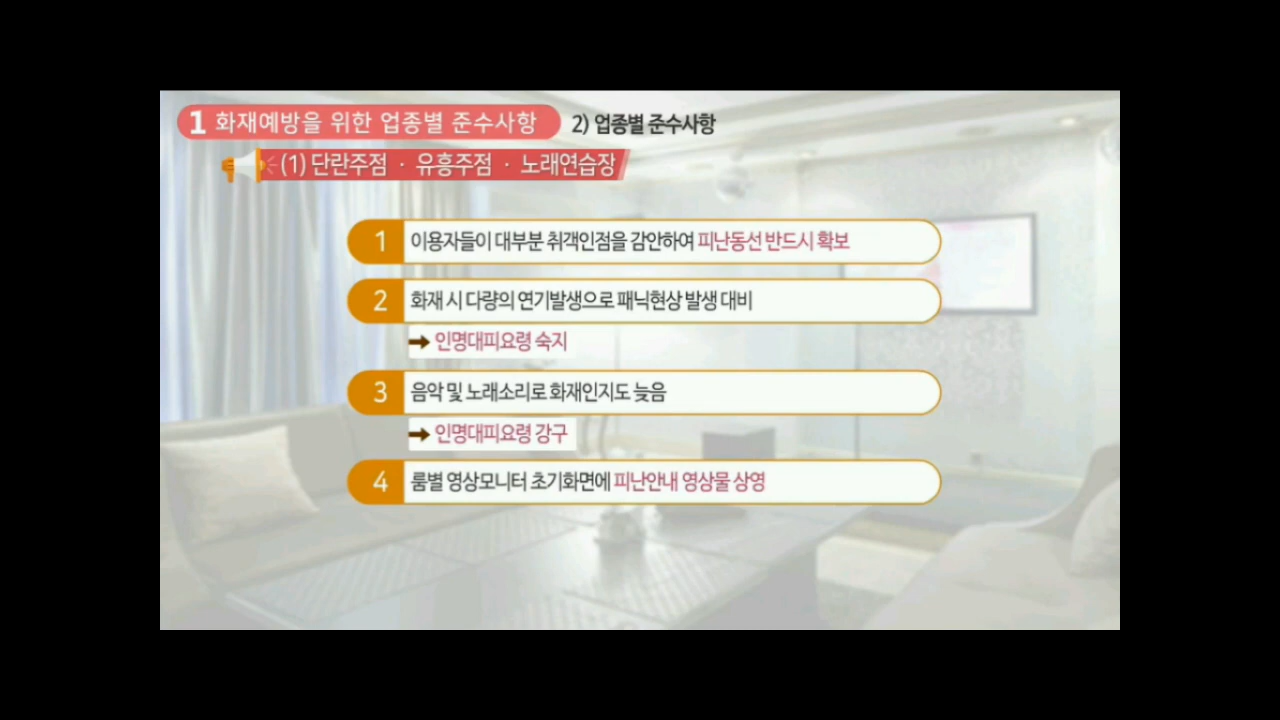 1 화재예방을 위한 업종별 준수사항 2) 업종별 준수사항
(1) 단란주점 · 유흥주점 · 노래연습장
1 이용자들이 대부분 취객인점을 감안하여 피난동선 반드시 확보
2 화재 시 다량의 연기발생으로 패닉현상 발생 대비
➡ 인명대피요령 숙지
3 음악 및 노래소리로 화재인지도 늦음
➡ 인명대피요령 강구
4 룸별 영상모니터 초기화면에 피난안내 영상물 상영